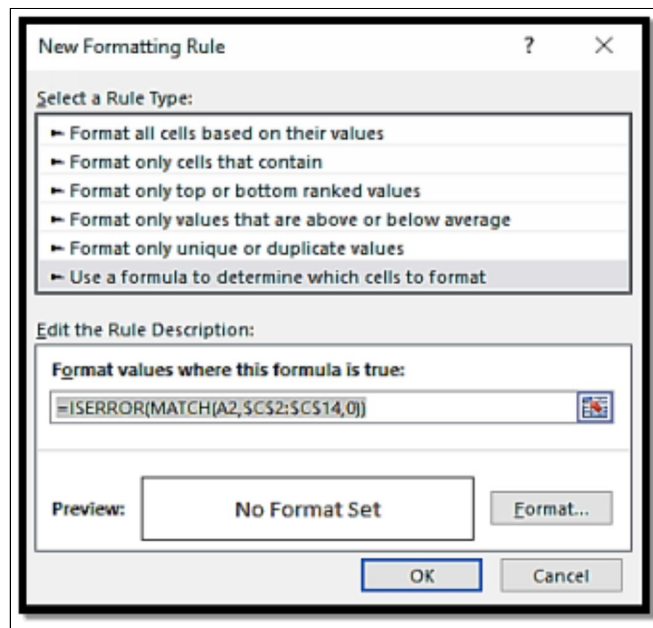 New Formatting Rule ? ×
Select a Rule Type:
► Format all cells based on their values
► Format only cells that contain
► Format only top or bottom ranked values
► Format only values that are above or below average
► Format only unique or duplicate values
► Use a formula to determine which cells to format
Edit the Rule Description:
Format values where this formula is true:
=ISERROR(MATCH(A2,$C$2:$C$14,0))
Preview: No Format Set Format...
OK Cancel